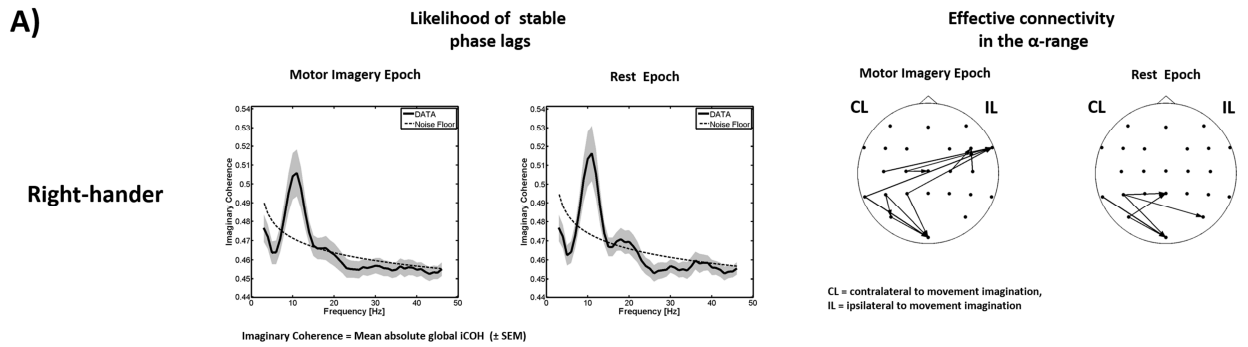 A)
Likelihood of stable
phase lags
Effective connectivity
in the α-range
Motor Imagery Epoch
Rest Epoch
Motor Imagery Epoch
Rest Epoch
Right-hander
Imaginary Coherence
0.54
0.53
0.52
0.51
0.5
0.49
0.48
0.47
0.46
0.45
0.44
0 10 20 30 40 50
Frequency [Hz]
DATA
Noise Floor
Imaginary Coherence
0.54
0.53
0.52
0.51
0.5
0.49
0.48
0.47
0.46
0.45
0.44
0 10 20 30 40 50
Frequency [Hz]
DATA
Noise Floor
CL IL
CL IL
CL = contralateral to movement imagination,
IL = ipsilateral to movement imagination
Imaginary Coherence = Mean absolute global iCOH (± SEM)